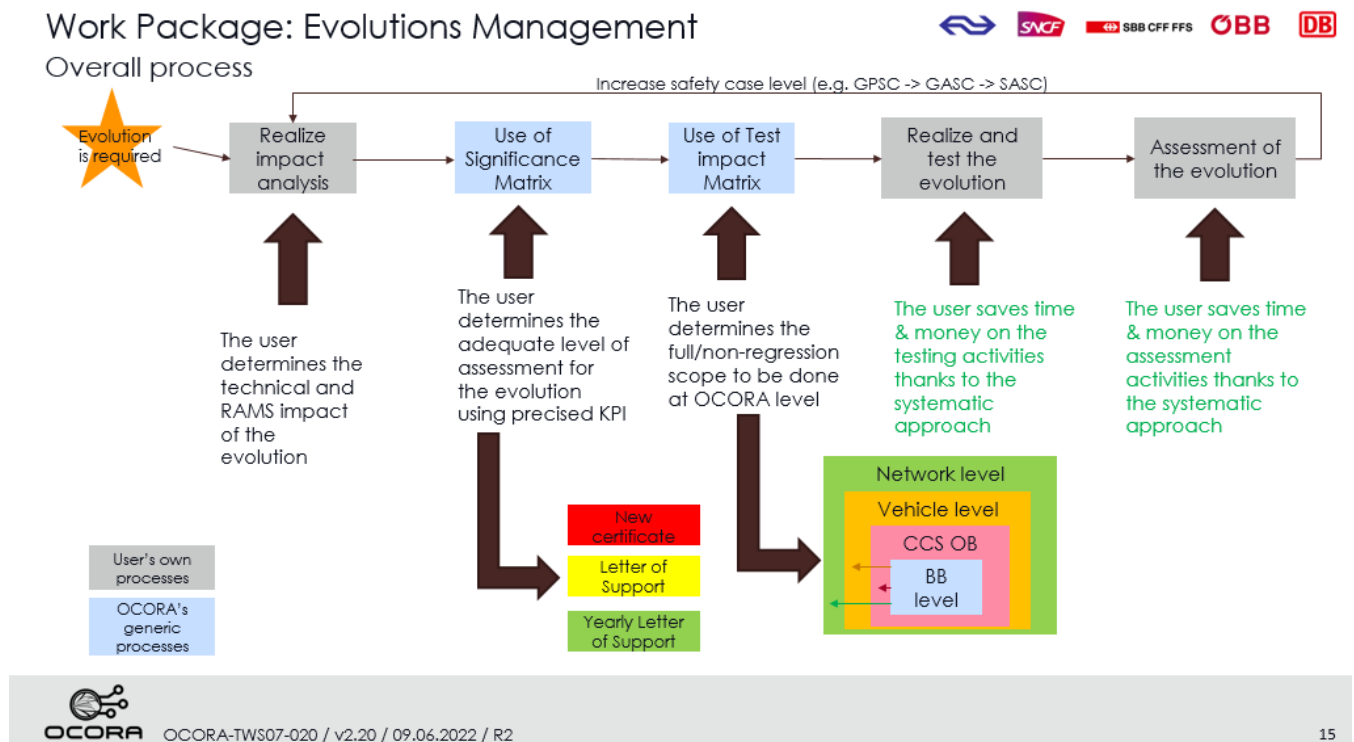 Work Package: Evolutions Management
SNCF
SBB CFF FFS
ÖBB
DB
Overall process
Increase safety case level (e.g. GPSC -> GASC -> SASC)
Evolution
is required
Realize
impact
analysis
Use of
Significance
Matrix
Use of Test
impact
Matrix
Realize and
test the
evolution
Assessment of
the evolution
The user
determines the
technical and
RAMS impact
of the
evolution
The user
determines the
adequate level of
assessment for
the evolution
using precised KPI
The user
determines the
full/non-regression
scope to be done
at OCORA level
The user saves time
& money on the
testing activities
thanks to the
systematic
approach
The user saves time
& money on the
assessment
activities thanks to
the systematic
approach
New
certificate
Letter of
Support
Yearly Letter
of Support
Network level
Vehicle level
CCS OB
BB
level
User's own
processes
OCORA's
generic
processes
OCORA
OCORA-TWS07-020 / v2.20 / 09.06.2022 / R2
15